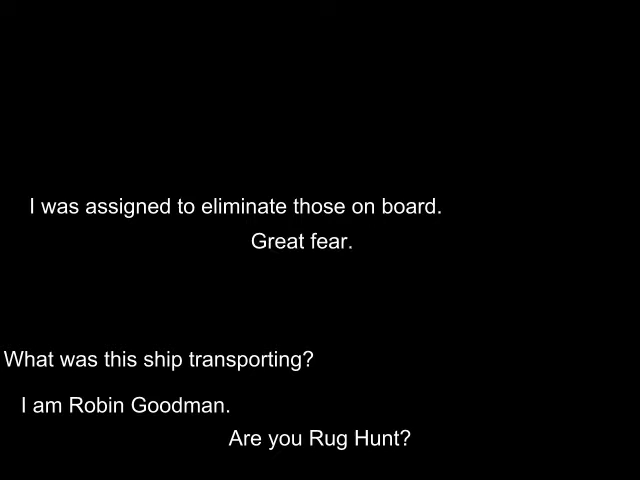 I was assigned to eliminate those on board.
Great fear.
What was this ship transporting?
I am Robin Goodman.
Are you Rug Hunt?